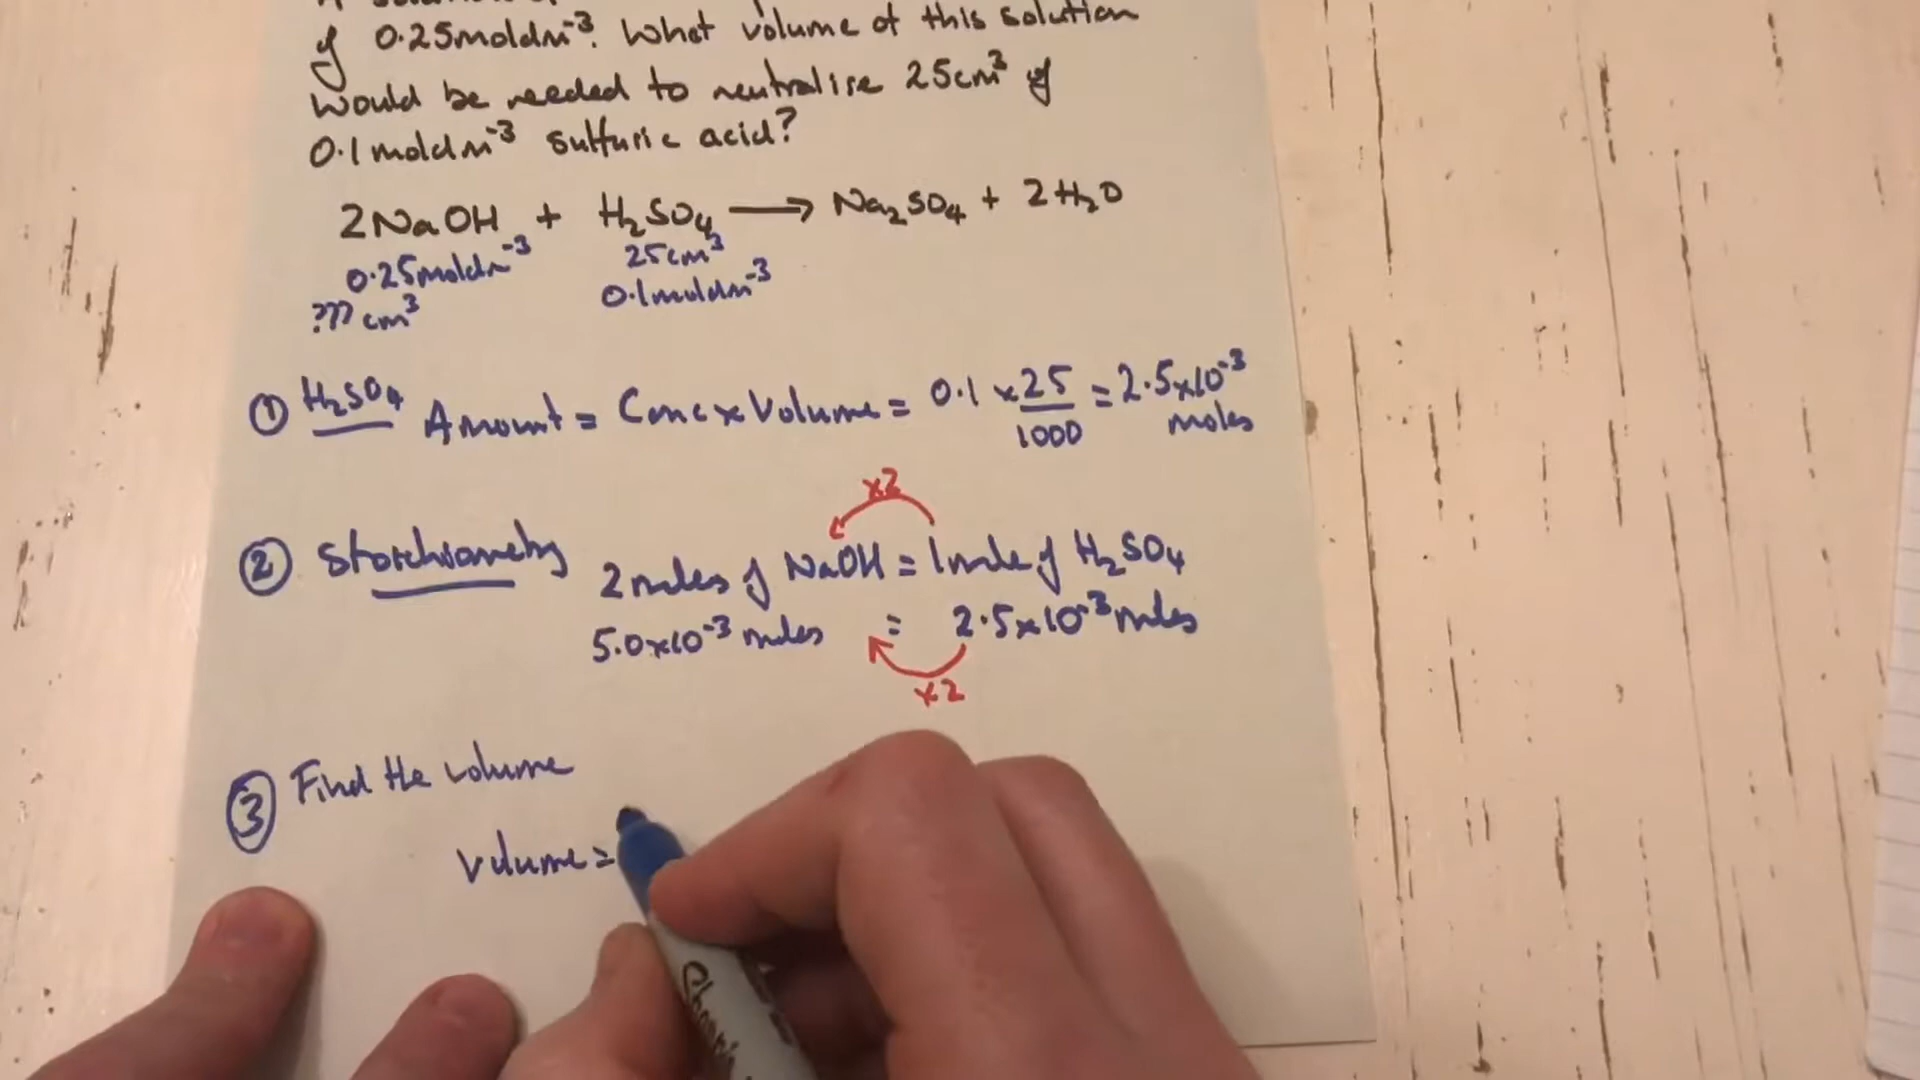 of 0.25moldm⁻³. What volume of this solution
would be needed to neutralise 25cm³ of
0.1moldm⁻³ sulfuric acid?
2NaOH + H₂SO₄ ⟶ Na₂SO₄ + 2H₂O
0.25moldm⁻³ 25cm³
??? cm³ 0.1moldm⁻³
① H₂SO₄ Amount = Conc x Volume = 0.1 x 25/1000 = 2.5x10⁻³ moles
x2
② Stoichiometry 2 moles of NaOH = 1 mole of H₂SO₄
5.0x10⁻³ moles = 2.5x10⁻³ moles
x2
③ Find the volume
Volume =